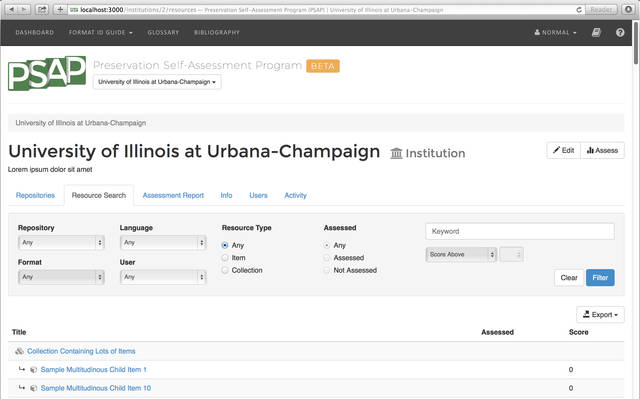 localhost:3000/institutions/2/resources — Preservation Self-Assessment Program (PSAP) | University of Illinois at Urbana-Champaign
Reader
DASHBOARD FORMAT ID GUIDE GLOSSARY BIBLIOGRAPHY NORMAL
PSAP
Preservation Self-Assessment Program BETA
University of Illinois at Urbana-Champaign
University of Illinois at Urbana-Champaign
University of Illinois at Urbana-Champaign Institution
Edit Assess
Lorem ipsum dolor sit amet
Repositories Resource Search Assessment Report Info Users Activity
Repository Language Resource Type Assessed
Keyword
Any Any Any Any
Item Assessed
Score Above
Format User Collection Not Assessed
Any Any
Clear Filter
Export
Title Assessed Score
Collection Containing Lots of Items
Sample Multitudinous Child Item 1 0
Sample Multitudinous Child Item 10 0